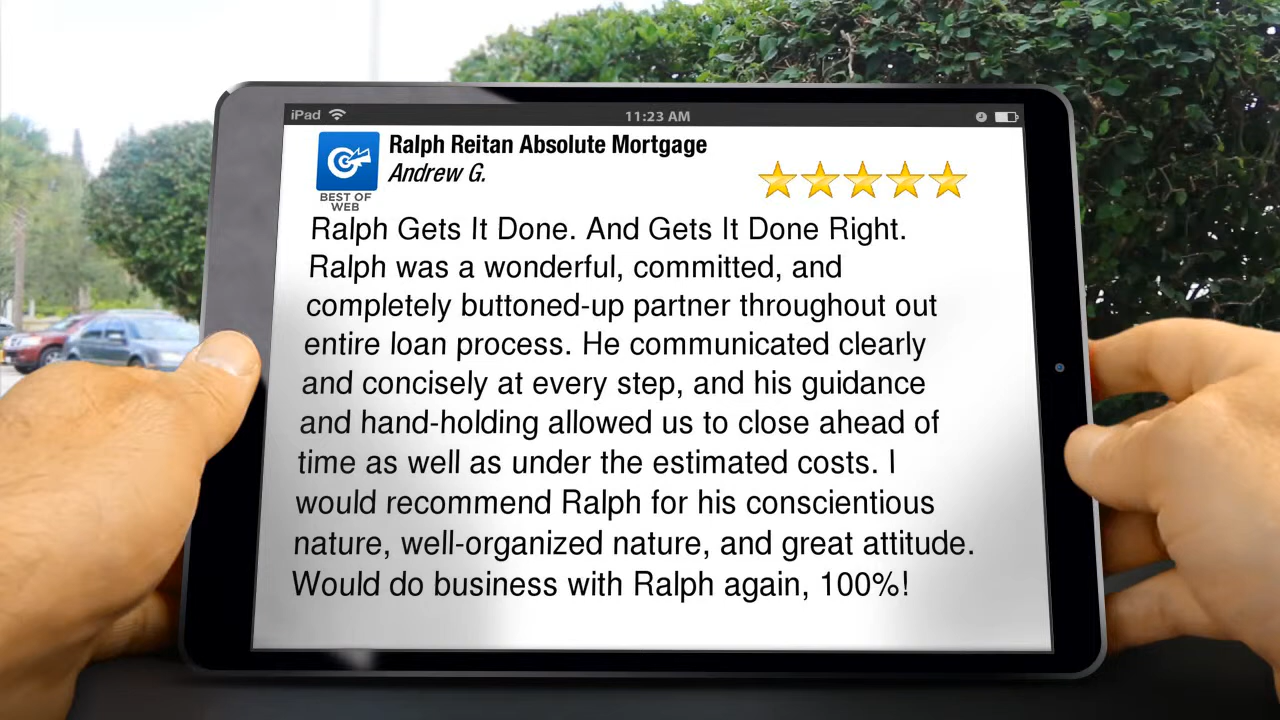 iPad 11:23 AM
Ralph Reitan Absolute Mortgage
Andrew G.
BEST OF
WEB
Ralph Gets It Done. And Gets It Done Right.
Ralph was a wonderful, committed, and
completely buttoned-up partner throughout out
entire loan process. He communicated clearly
and concisely at every step, and his guidance
and hand-holding allowed us to close ahead of
time as well as under the estimated costs. I
would recommend Ralph for his conscientious
nature, well-organized nature, and great attitude.
Would do business with Ralph again, 100%!